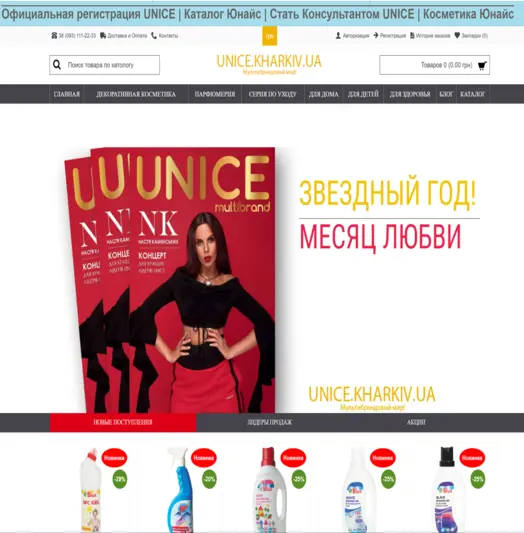 Официальная регистрация UNICE | Каталог Юнайс | Стать Консультантом UNICE | Косметика Юнайс
38 (093) 111-22-33 Доставка и Оплата Контакты
грн
Авторизация Регистрация История заказов Закладки (0)
Поиск товара по каталогу
UNICE.KHARKIV.UA
Мультибрендовый мир!
Товаров 0 (0.00 грн)
ГЛАВНАЯ ДЕКОРАТИВНАЯ КОСМЕТИКА ПАРФЮМЕРИЯ СЕРИЯ ПО УХОДУ ДЛЯ ДОМА ДЛЯ ДЕТЕЙ ДЛЯ ЗДОРОВЬЯ БЛОГ КАТАЛОГ
UNICE
multibrand
NK
НАСТЯ КАМЕНСКИХ
КОНЦЕРТ
ЗВЕЗДНЫЙ ГОД!
МЕСЯЦ ЛЮБВИ
UNICE.KHARKIV.UA
Мультибрендовый мир!
НОВЫЕ ПОСТУПЛЕНИЯ ЛИДЕРЫ ПРОДАЖ АКЦИИ
Новинка Новинка Новинка Новинка Новинка
-20% -20% -25% -25% -25%
WC GEL